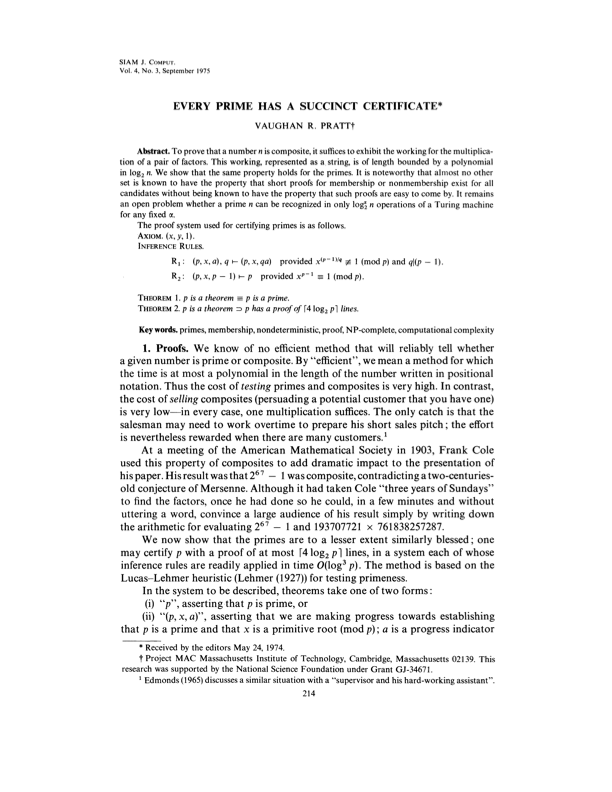 SIAM J. COMPUT.
Vol. 4, No. 3, September 1975
EVERY PRIME HAS A SUCCINCT CERTIFICATE*
VAUGHAN R. PRATT†
Abstract. To prove that a number n is composite, it suffices to exhibit the working for the multiplica-
tion of a pair of factors. This working, represented as a string, is of length bounded by a polynomial
in log₂ n. We show that the same property holds for the primes. It is noteworthy that almost no other
set is known to have the property that short proofs for membership or nonmembership exist for all
candidates without being known to have the property that such proofs are easy to come by. It remains
an open problem whether a prime n can be recognized in only log₂^α n operations of a Turing machine
for any fixed α.
The proof system used for certifying primes is as follows.
AXIOM. (x, y, 1).
INFERENCE RULES.
R₁: (p, x, a), q ⊢ (p, x, qa) provided x^(p−1)/q ≢ 1 (mod p) and q|(p − 1).
R₂: (p, x, p − 1) ⊢ p provided x^p−1 ≡ 1 (mod p).
THEOREM 1. p is a theorem ≡ p is a prime.
THEOREM 2. p is a theorem ⊃ p has a proof of ⌈4 log₂ p⌉ lines.
Key words. primes, membership, nondeterministic, proof, NP-complete, computational complexity
1. Proofs. We know of no efficient method that will reliably tell whether
a given number is prime or composite. By “efficient”, we mean a method for which
the time is at most a polynomial in the length of the number written in positional
notation. Thus the cost of testing primes and composites is very high. In contrast,
the cost of selling composites (persuading a potential customer that you have one)
is very low—in every case, one multiplication suffices. The only catch is that the
salesman may need to work overtime to prepare his short sales pitch; the effort
is nevertheless rewarded when there are many customers.¹
At a meeting of the American Mathematical Society in 1903, Frank Cole
used this property of composites to add dramatic impact to the presentation of
his paper. His result was that 2⁶⁷ − 1 was composite, contradicting a two-centuries-
old conjecture of Mersenne. Although it had taken Cole “three years of Sundays”
to find the factors, once he had done so he could, in a few minutes and without
uttering a word, convince a large audience of his result simply by writing down
the arithmetic for evaluating 2⁶⁷ − 1 and 193707721 × 761838257287.
We now show that the primes are to a lesser extent similarly blessed; one
may certify p with a proof of at most ⌈4 log₂ p⌉ lines, in a system each of whose
inference rules are readily applied in time O(log³ p). The method is based on the
Lucas–Lehmer heuristic (Lehmer (1927)) for testing primeness.
In the system to be described, theorems take one of two forms:
(i) “p”, asserting that p is prime, or
(ii) “(p, x, a)”, asserting that we are making progress towards establishing
that p is a prime and that x is a primitive root (mod p); a is a progress indicator
* Received by the editors May 24, 1974.
† Project MAC Massachusetts Institute of Technology, Cambridge, Massachusetts 02139. This
research was supported by the National Science Foundation under Grant GJ-34671.
¹ Edmonds (1965) discusses a similar situation with a “supervisor and his hard-working assistant”.
214